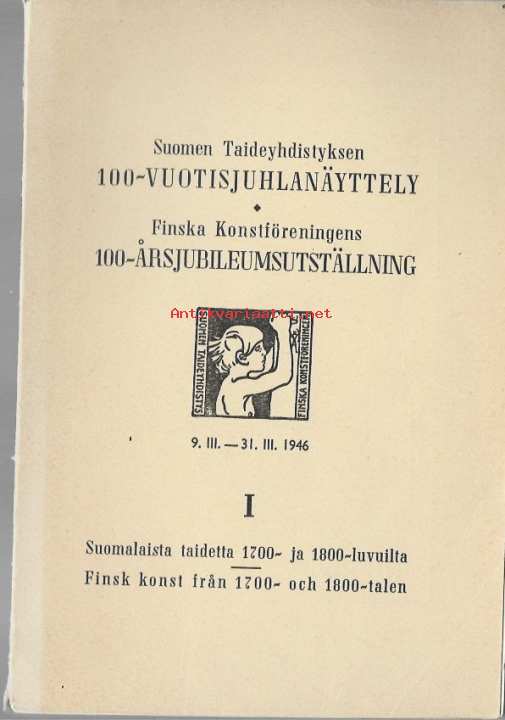 Suomen Taideyhdistyksen
100-VUOTISJUHLANÄYTTELY
Finska Konstföreningens
100-ÅRSJUBILEUMSUTSTÄLLNING
Antikvariaatti.net
SUOMEN TAIDEYHDISTYS
FINSKA KONSTFÖRENINGEN
9. III. — 31. III. 1946
I
Suomalaista taidetta 1700- ja 1800-luvuilta
Finsk konst från 1700- och 1800-talen